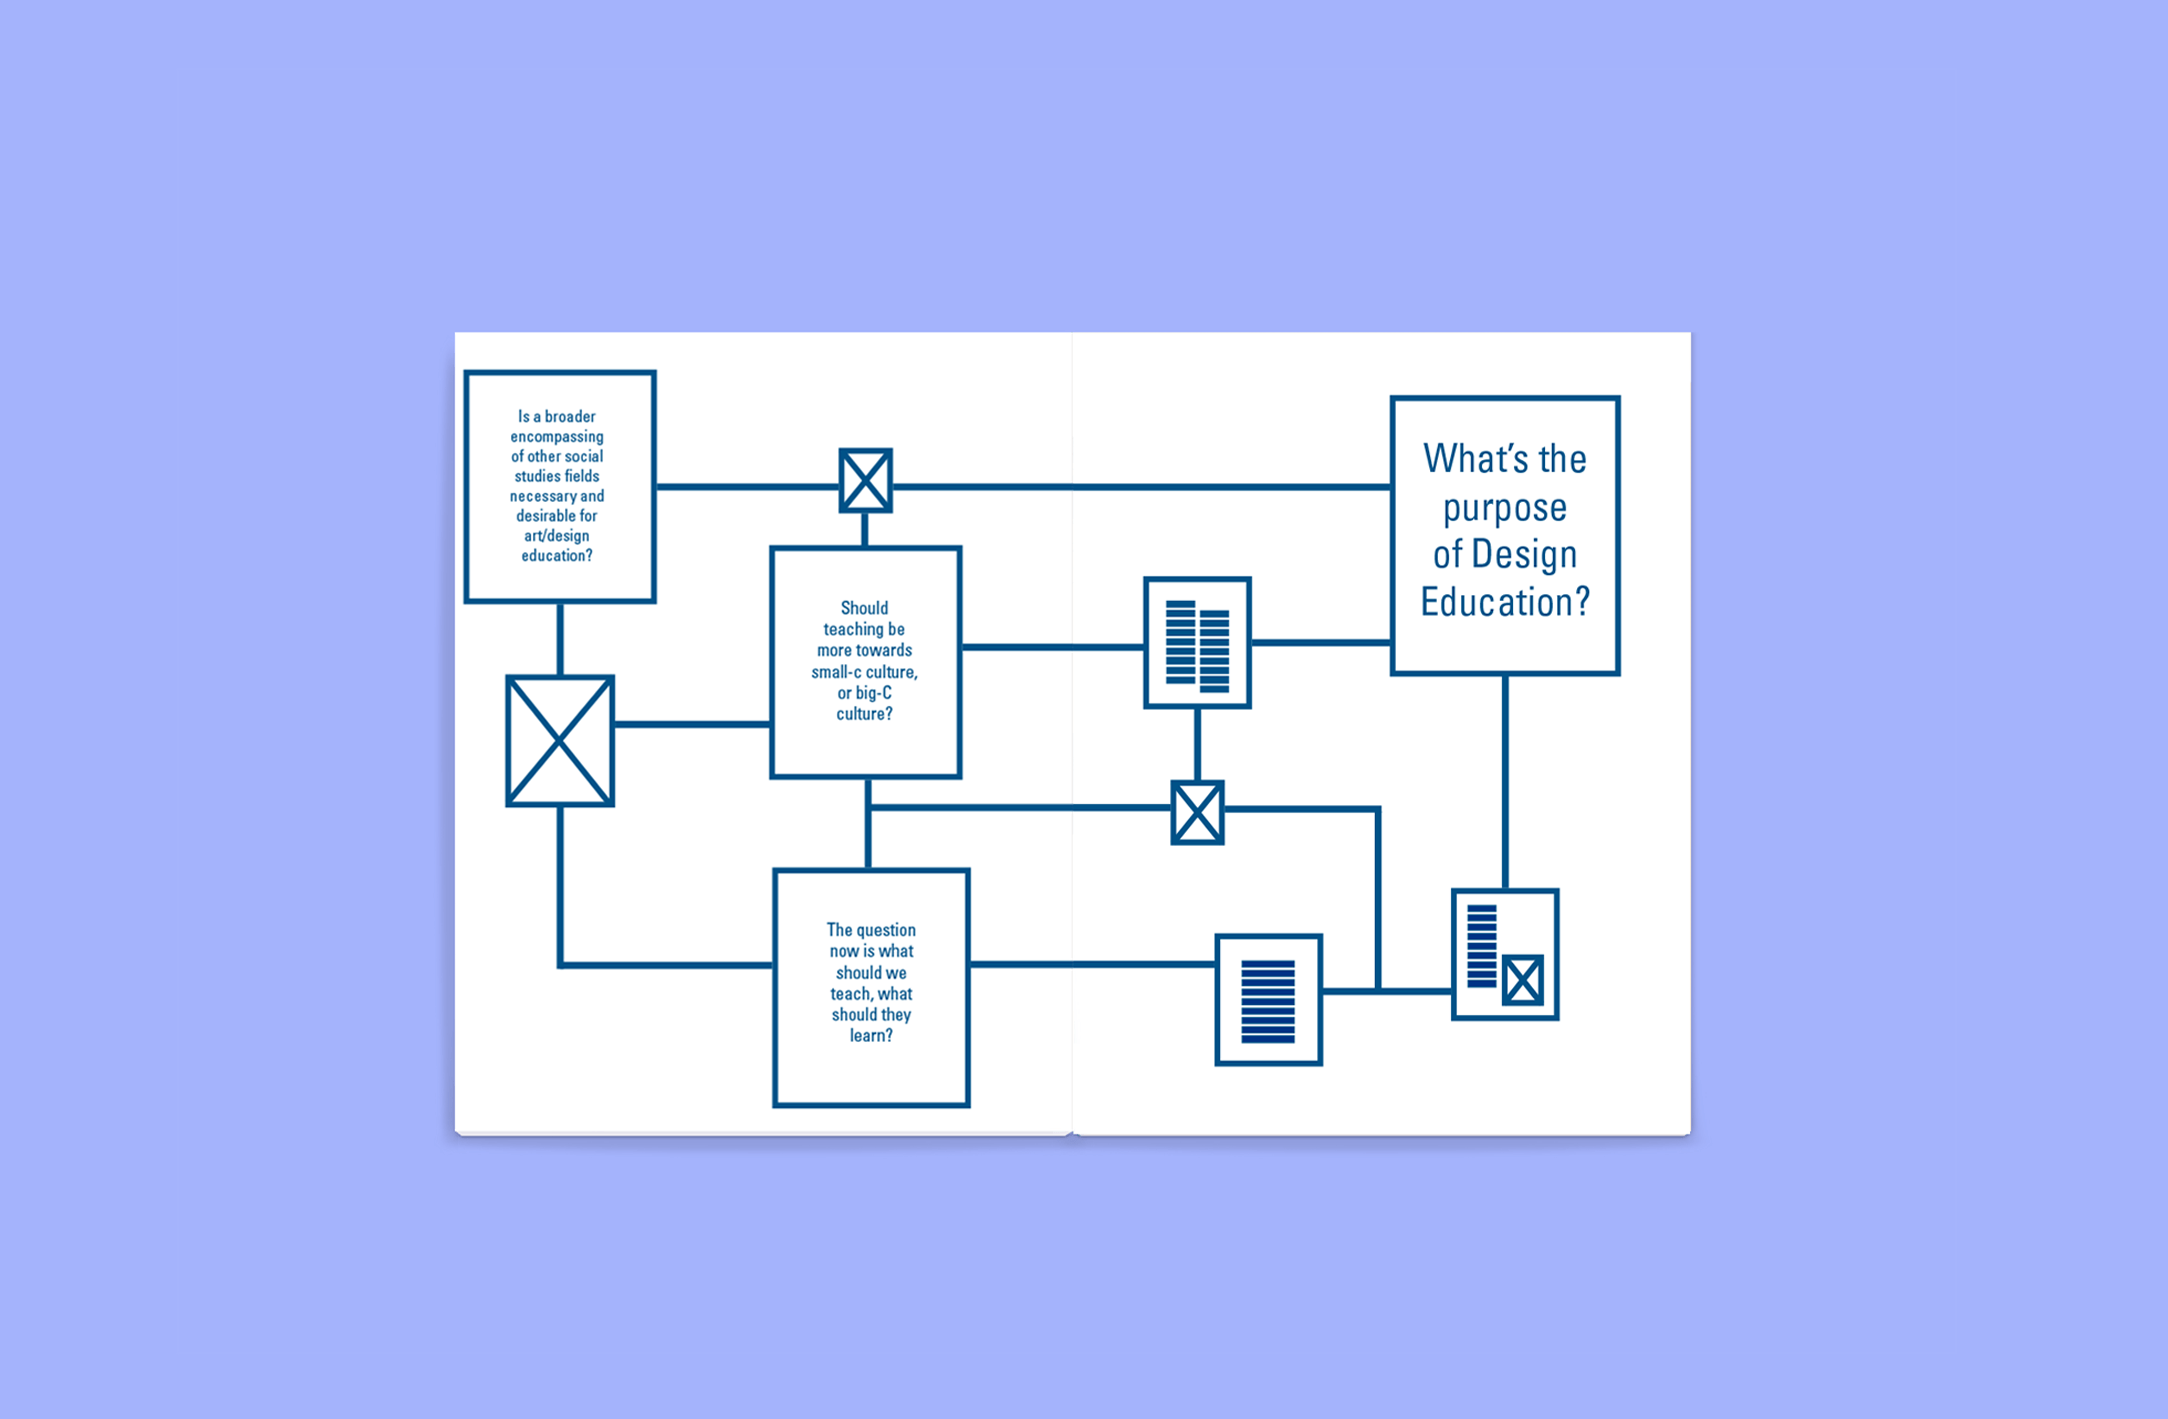 Is a broader
encompassing
of other social
studies fields
necessary and
desirable for
art/design
education?
Should
teaching be
more towards
small-c culture,
or big-C
culture?
The question
now is what
should we
teach, what
should they
learn?
What's the
purpose
of Design
Education?